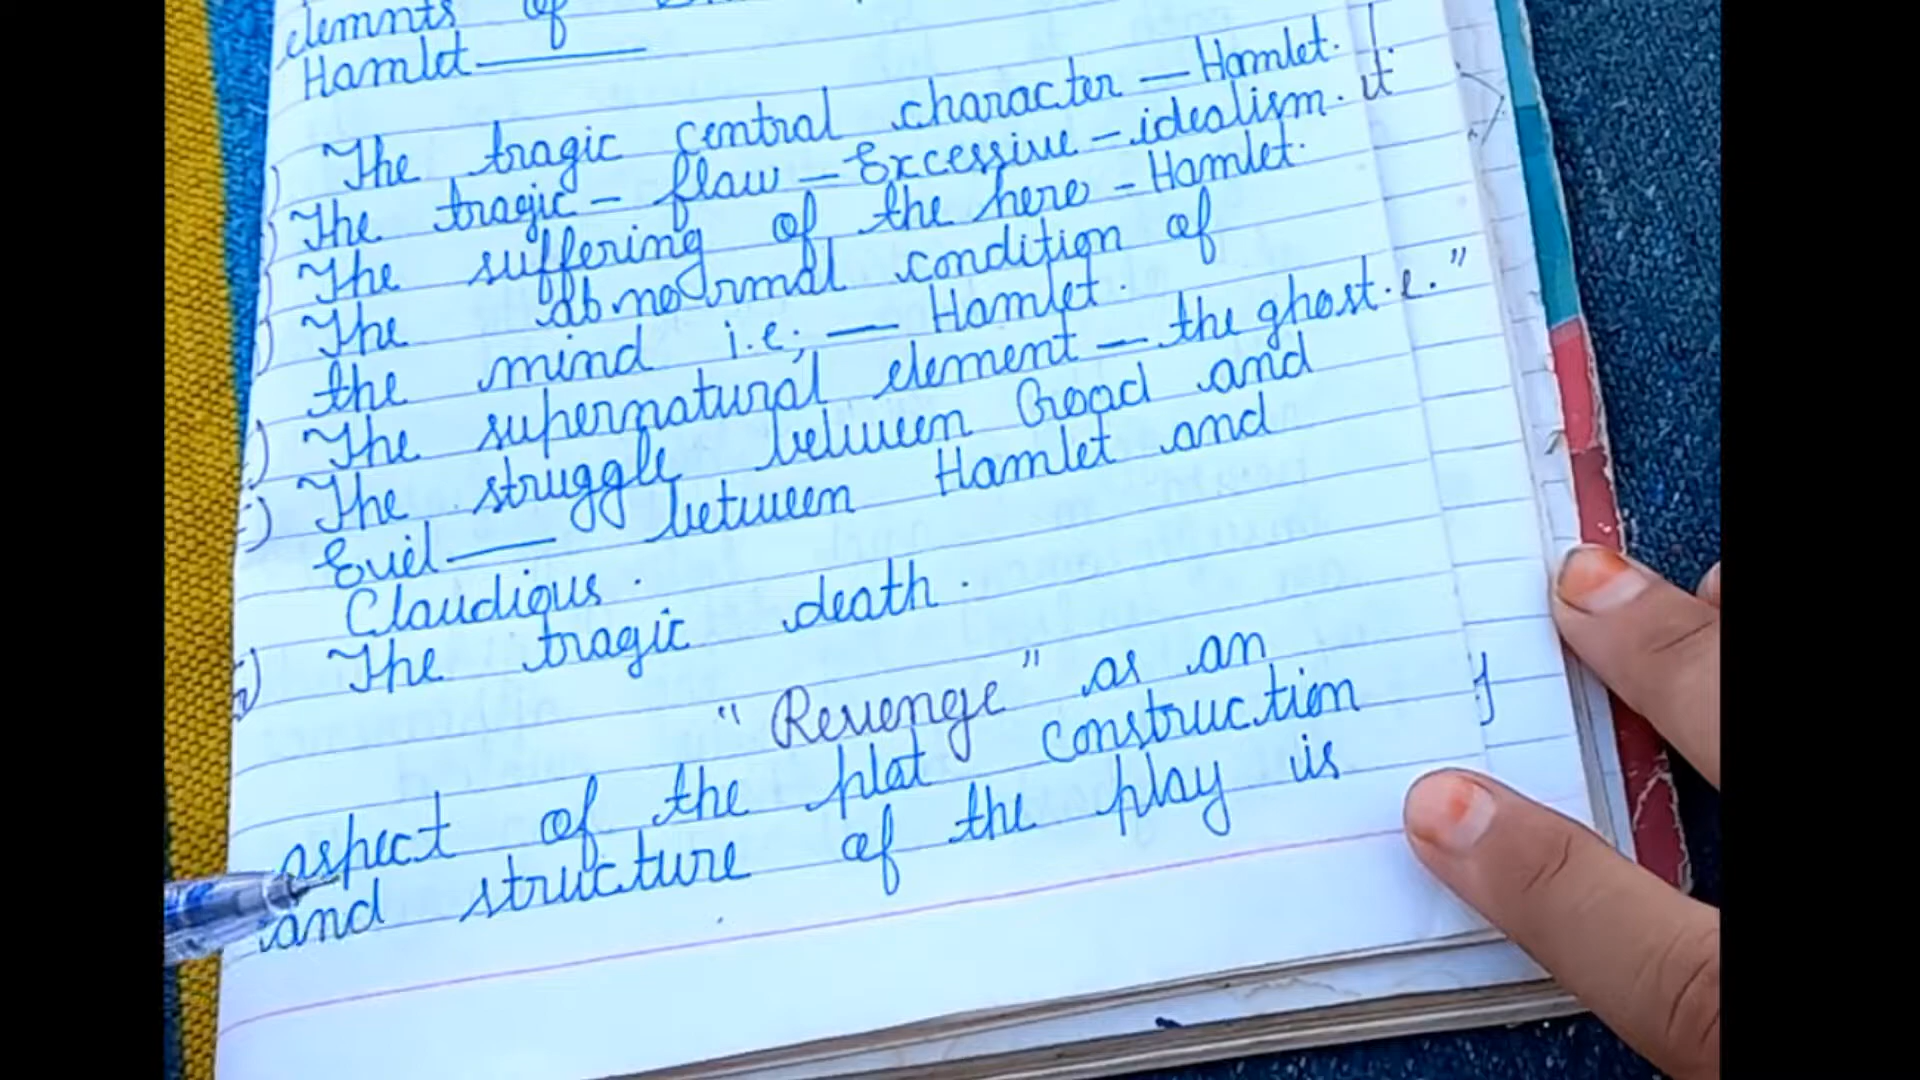 elemnts of
Hamlet —
) The tragic central character — Hamlet.
) The tragic - flaw - Excessive - idealism. it
) The suffering of the hero - Hamlet.
) The abnormal condition of
the mind i.e; — Hamlet.
) The supernatural element — the ghost. e."
) The struggle between Good and
Evil — between Hamlet and
Claudious.
) The tragic death.
"Revenge" as an
aspect of the plot construction
and structure of the play is